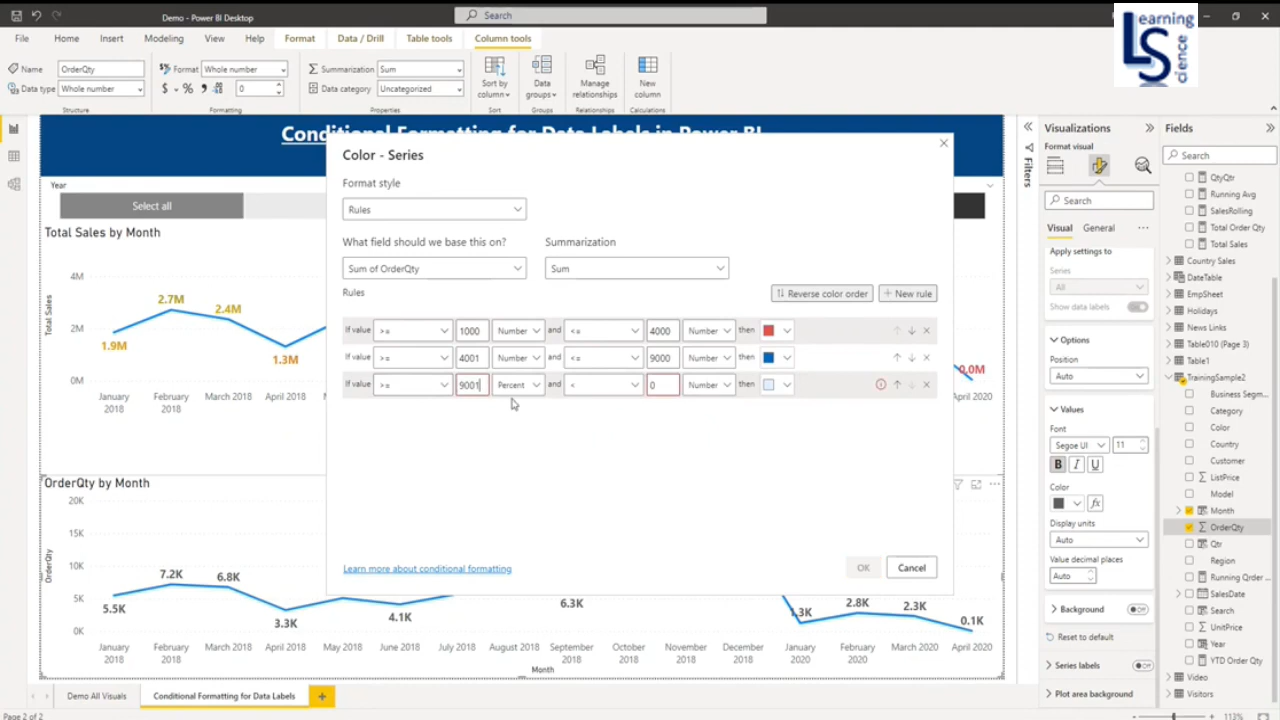 Demo - Power BI Desktop
Search
Learning
Science
File Home Insert Modeling View Help Format Data / Drill Table tools Column tools
Name OrderQty
Data type Whole number
Structure
Format Whole number
$ % 0
Formatting
Summarization Sum
Data category Uncategorized
Properties
Sort by column
Sort
Data groups
Groups
Manage relationships
Relationships
New column
Calculations
Conditional Formatting for Data Labels in Power BI
Year
Select all
Total Sales by Month
Total Sales
4M
2M
0M
1.9M
2.7M
2.4M
1.3M
0.0M
January 2018
February 2018
March 2018
April 2018
April 2020
Color - Series
Format style
Rules
What field should we base this on?
Summarization
Sum of OrderQty
Sum
Rules
Reverse color order
+ New rule
If value >= 1000 Number and <= 4000 Number then
If value >= 4001 Number and <= 9000 Number then
If value >= 9001 Percent and < 0 Number then
Learn more about conditional formatting
OK
Cancel
OrderQty by Month
OrderQty
20K
15K
10K
5K
0K
5.5K
7.2K
6.8K
3.3K
4.1K
6.3K
1.3K
2.8K
2.3K
0.1K
January 2018
February 2018
March 2018
April 2018
May 2018
June 2018
July 2018
August 2018
September 2018
October 2018
November 2018
December 2018
January 2020
February 2020
March 2020
April 2020
Month
Demo All Visuals
Conditional Formatting for Data Labels
+
Page 2 of 2
113%
Filters
Visualizations
Format visual
Search
Visual
General
Apply settings to
Series
All
Show data labels
Options
Position
Auto
Values
Font
Segoe UI
11
B I U
Color
fx
Display units
Auto
Value decimal places
Auto
Background
Off
Reset to default
Series labels
Off
Plot area background
Fields
Search
QtyQtr
Running Avg
SalesRolling
Total Order Qty
Total Sales
Country Sales
DateTable
EmpSheet
Holidays
News Links
Table010 (Page 3)
Table1
TrainingSample2
Business Segm...
Category
Color
Country
Customer
ListPrice
Model
Month
OrderQty
Qtr
Region
Running Qrder ...
SalesDate
Search
UnitPrice
Year
YTD Order Qty
Video
Visitors